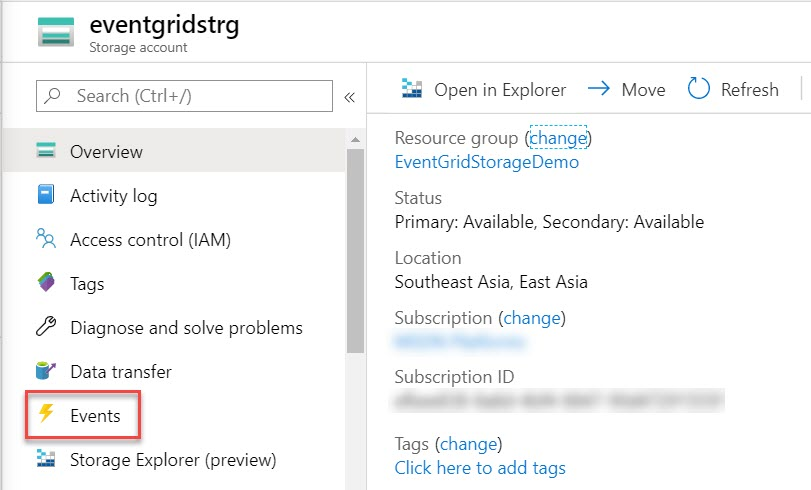 eventgridstrg
Storage account
Search (Ctrl+/)
«
Overview
Activity log
Access control (IAM)
Tags
Diagnose and solve problems
Data transfer
Events
Storage Explorer (preview)
Open in Explorer Move Refresh
Resource group (change)
EventGridStorageDemo
Status
Primary: Available, Secondary: Available
Location
Southeast Asia, East Asia
Subscription (change)
Subscription ID
Tags (change)
Click here to add tags